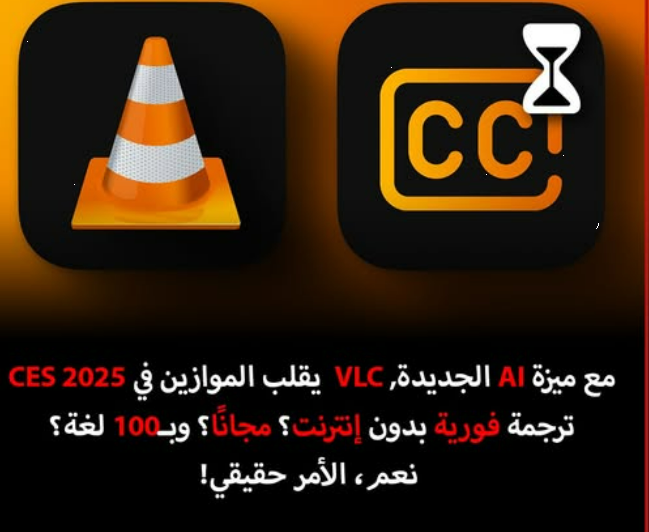 CC
مع ميزة AI الجديدة, VLC يقلب الموازين في CES 2025
ترجمة فورية بدون إنترنت؟ مجانًا؟ وبـ100 لغة؟
نعم، الأمر حقيقي!